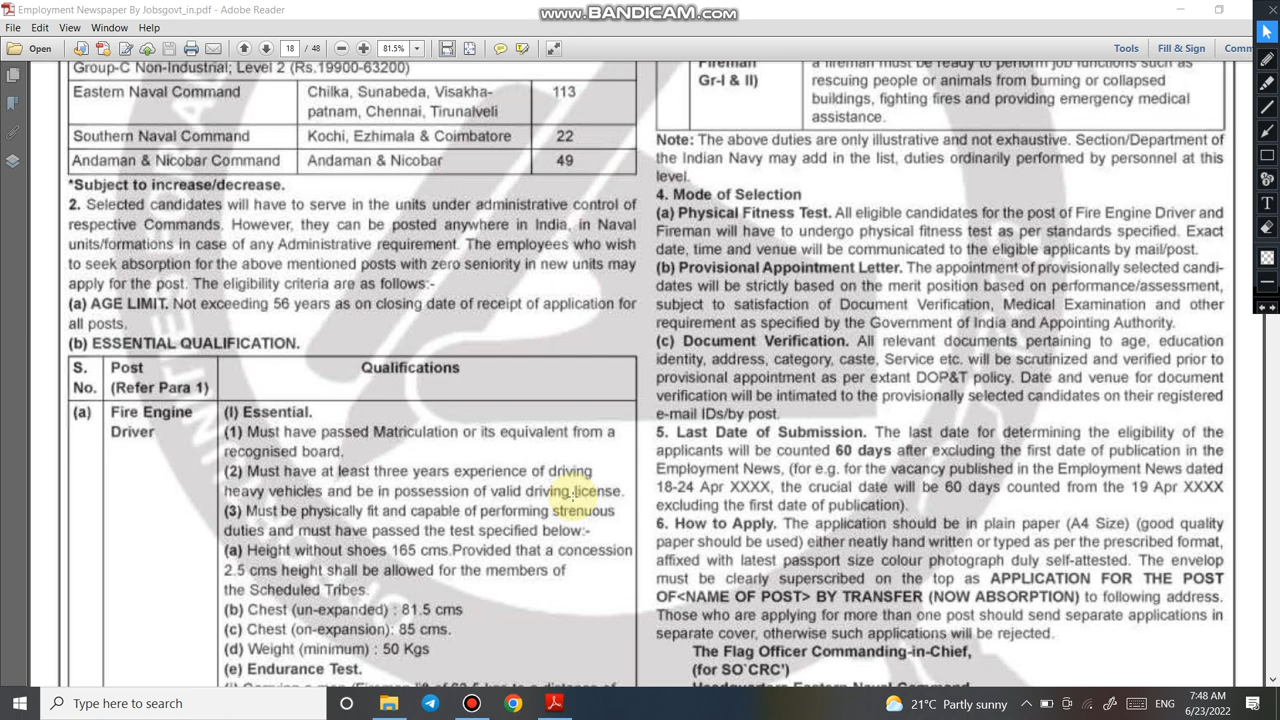 Employment Newspaper By Jobsgovt_in.pdf - Adobe Reader
www.BANDICAM.com
File Edit View Window Help
Open
18 / 48
81.5%
Tools
Fill & Sign
Comm
Group-C Non-Industrial; Level 2 (Rs.19900-63200)
Eastern Naval Command Chilka, Sunabeda, Visakha- 113
patnam, Chennai, Tirunalveli
Southern Naval Command Kochi, Ezhimala & Coimbatore 22
Andaman & Nicobar Command Andaman & Nicobar 49
*Subject to increase/decrease.
2. Selected candidates will have to serve in the units under administrative control of
respective Commands. However, they can be posted anywhere in India, in Naval
units/formations in case of any Administrative requirement. The employees who wish
to seek absorption for the above mentioned posts with zero seniority in new units may
apply for the post. The eligibility criteria are as follows:-
(a) AGE LIMIT. Not exceeding 56 years as on closing date of receipt of application for
all posts.
(b) ESSENTIAL QUALIFICATION.
S. Post Qualifications
No. (Refer Para 1)
(a) Fire Engine (I) Essential.
Driver (1) Must have passed Matriculation or its equivalent from a
recognised board.
(2) Must have at least three years experience of driving
heavy vehicles and be in possession of valid driving license.
(3) Must be physically fit and capable of performing strenuous
duties and must have passed the test specified below:-
(a) Height without shoes 165 cms.Provided that a concession
2.5 cms height shall be allowed for the members of
the Scheduled Tribes.
(b) Chest (un-expanded) : 81.5 cms
(c) Chest (on-expansion): 85 cms.
(d) Weight (minimum) : 50 Kgs
(e) Endurance Test.
Fireman a fireman must be ready to perform job functions such as
Gr-I & II) rescuing people or animals from burning or collapsed
buildings, fighting fires and providing emergency medical
assistance.
Note: The above duties are only illustrative and not exhaustive. Section/Department of
the Indian Navy may add in the list, duties ordinarily performed by personnel at this
level.
4. Mode of Selection
(a) Physical Fitness Test. All eligible candidates for the post of Fire Engine Driver and
Fireman will have to undergo physical fitness test as per standards specified. Exact
date, time and venue will be communicated to the eligible applicants by mail/post.
(b) Provisional Appointment Letter. The appointment of provisionally selected candi-
dates will be strictly based on the merit position based on performance/assessment,
subject to satisfaction of Document Verification, Medical Examination and other
requirement as specified by the Government of India and Appointing Authority.
(c) Document Verification. All relevant documents pertaining to age, education
identity, address, category, caste, Service etc. will be scrutinized and verified prior to
provisional appointment as per extant DOP&T policy. Date and venue for document
verification will be intimated to the provisionally selected candidates on their registered
e-mail IDs/by post.
5. Last Date of Submission. The last date for determining the eligibility of the
applicants will be counted 60 days after excluding the first date of publication in the
Employment News, (for e.g. for the vacancy published in the Employment News dated
18-24 Apr XXXX, the crucial date will be 60 days counted from the 19 Apr XXXX
excluding the first date of publication).
6. How to Apply. The application should be in plain paper (A4 Size) (good quality
paper should be used) either neatly hand written or typed as per the prescribed format,
affixed with latest passport size colour photograph duly self-attested. The envelop
must be clearly superscribed on the top as APPLICATION FOR THE POST
OF<NAME OF POST> BY TRANSFER (NOW ABSORPTION) to following address.
Those who are applying for more than one post should send separate applications in
separate cover, otherwise such applications will be rejected.
The Flag Officer Commanding-in-Chief,
(for SO`CRC')
Headquarters Eastern Naval Command
Type here to search
21°C Partly sunny
7:48 AM
6/23/2022